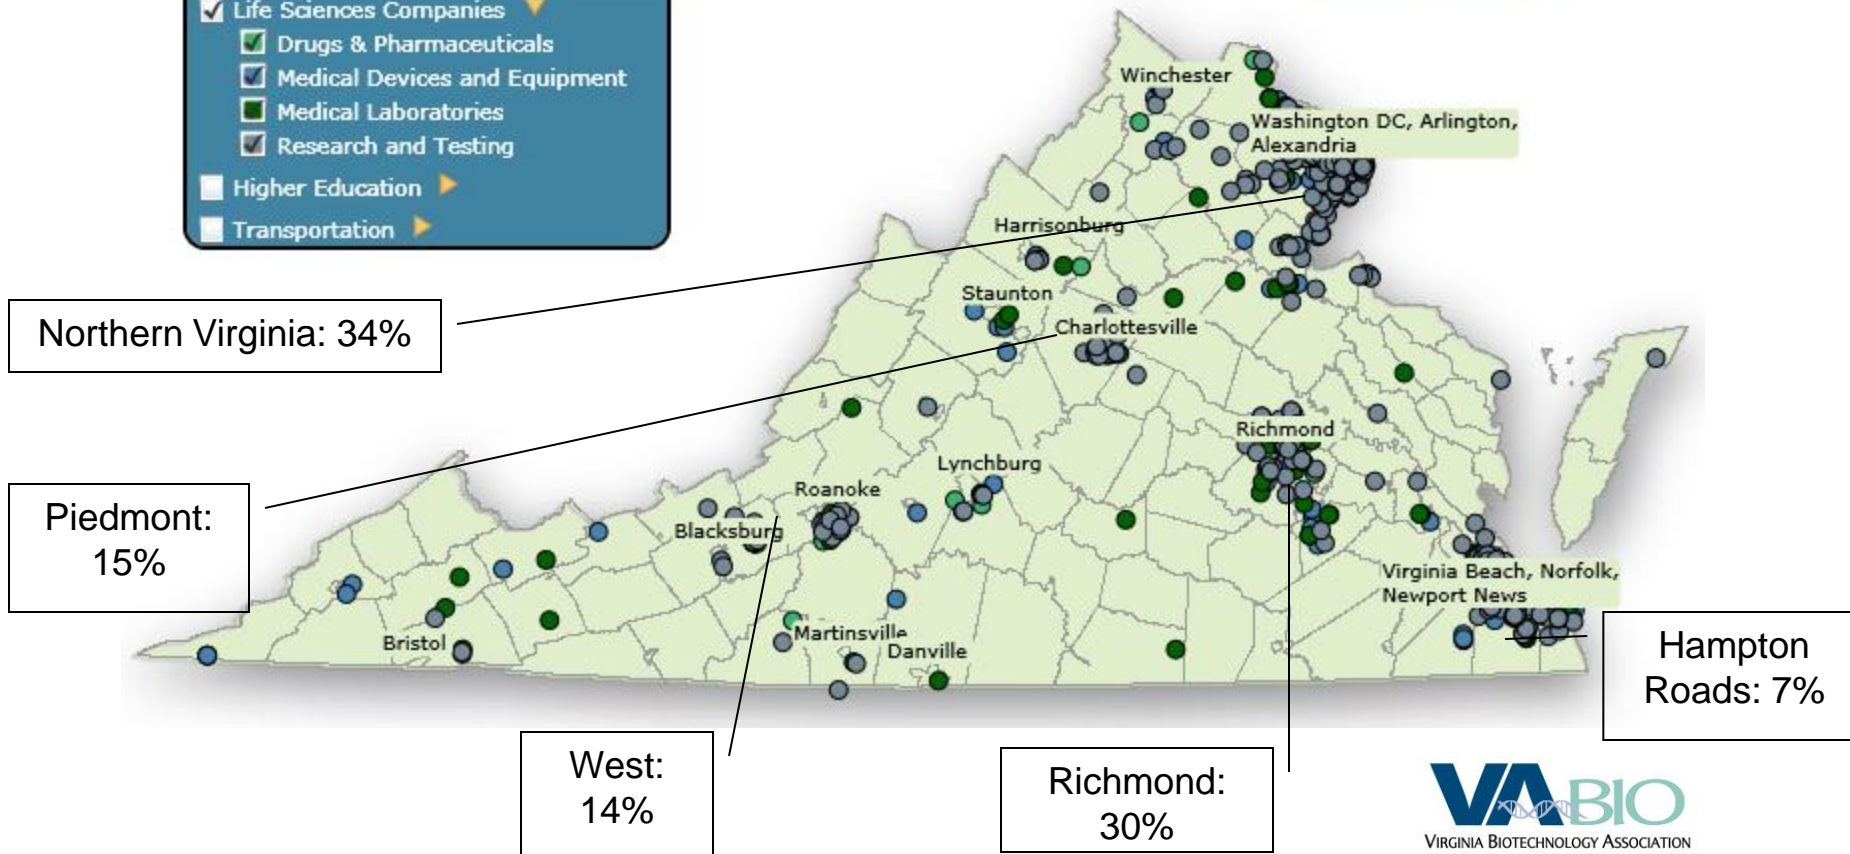 Life Sciences Companies
Drugs & Pharmaceuticals
Medical Devices and Equipment
Medical Laboratories
Research and Testing
Higher Education
Transportation
Winchester
Washington DC, Arlington,
Alexandria
Harrisonburg
Staunton
Charlottesville
Northern Virginia: 34%
Richmond
Lynchburg
Roanoke
Blacksburg
Piedmont:
15%
Virginia Beach, Norfolk,
Newport News
Bristol
Martinsville
Danville
Hampton
Roads: 7%
West:
14%
Richmond:
30%
VABIO
VIRGINIA BIOTECHNOLOGY ASSOCIATION